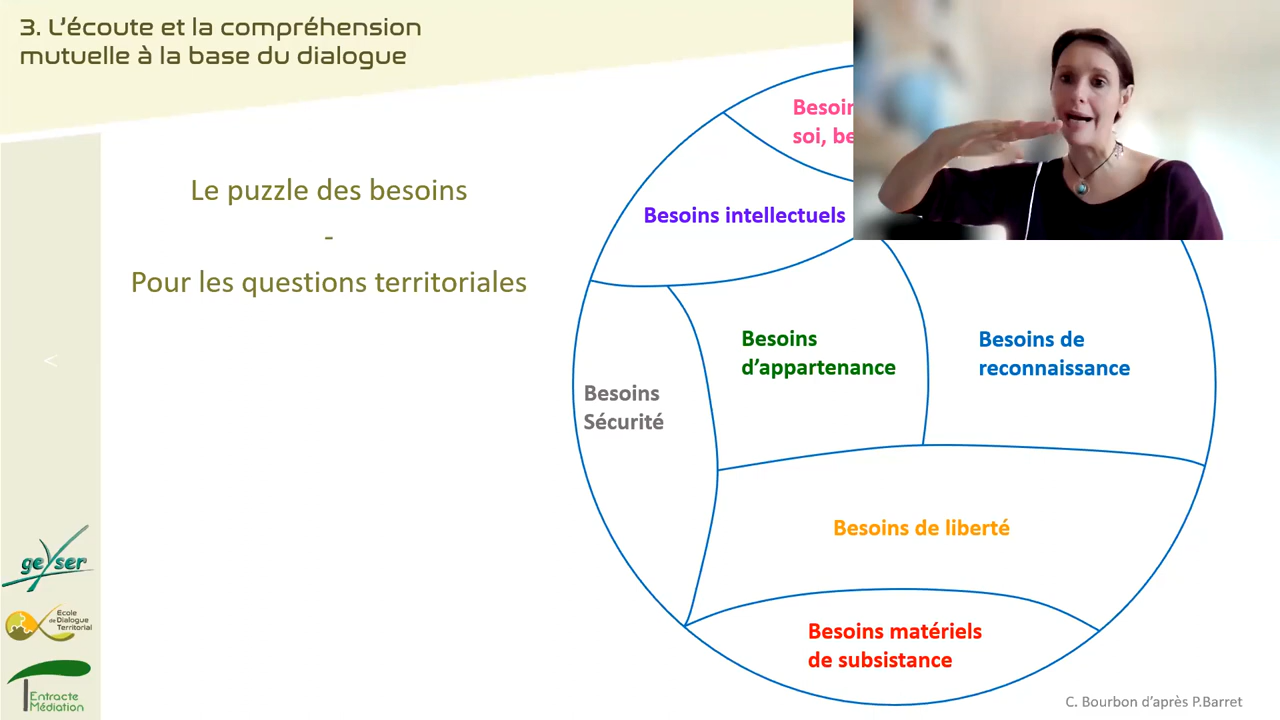 3. L'écoute et la compréhension
mutuelle à la base du dialogue
Le puzzle des besoins
-
Pour les questions territoriales
soi,
Besoins intellectuels
Besoins
d'appartenance
Besoins de
reconnaissance
Besoins
Sécurité
Besoins de liberté
Besoins matériels
de subsistance
<
geyser
Ecole
de Dialogue
Territorial
Entracte
Médiation
C. Bourbon d'après P.Barret